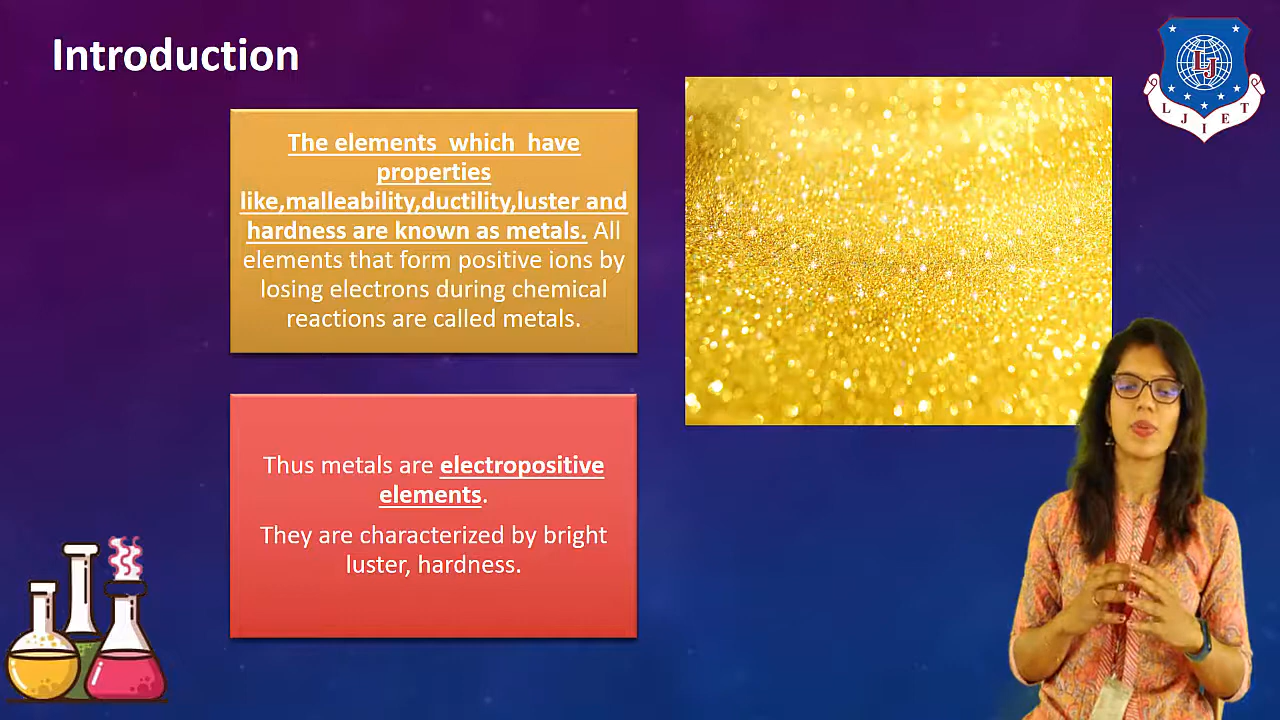 Introduction
The elements  which  have
properties
like,malleability,ductility,luster and
hardness are known as metals. All
elements that form positive ions by
losing electrons during chemical
reactions are called metals.
Thus metals are electropositive
elements.
They are characterized by bright
luster, hardness.
LJ
L J I E T